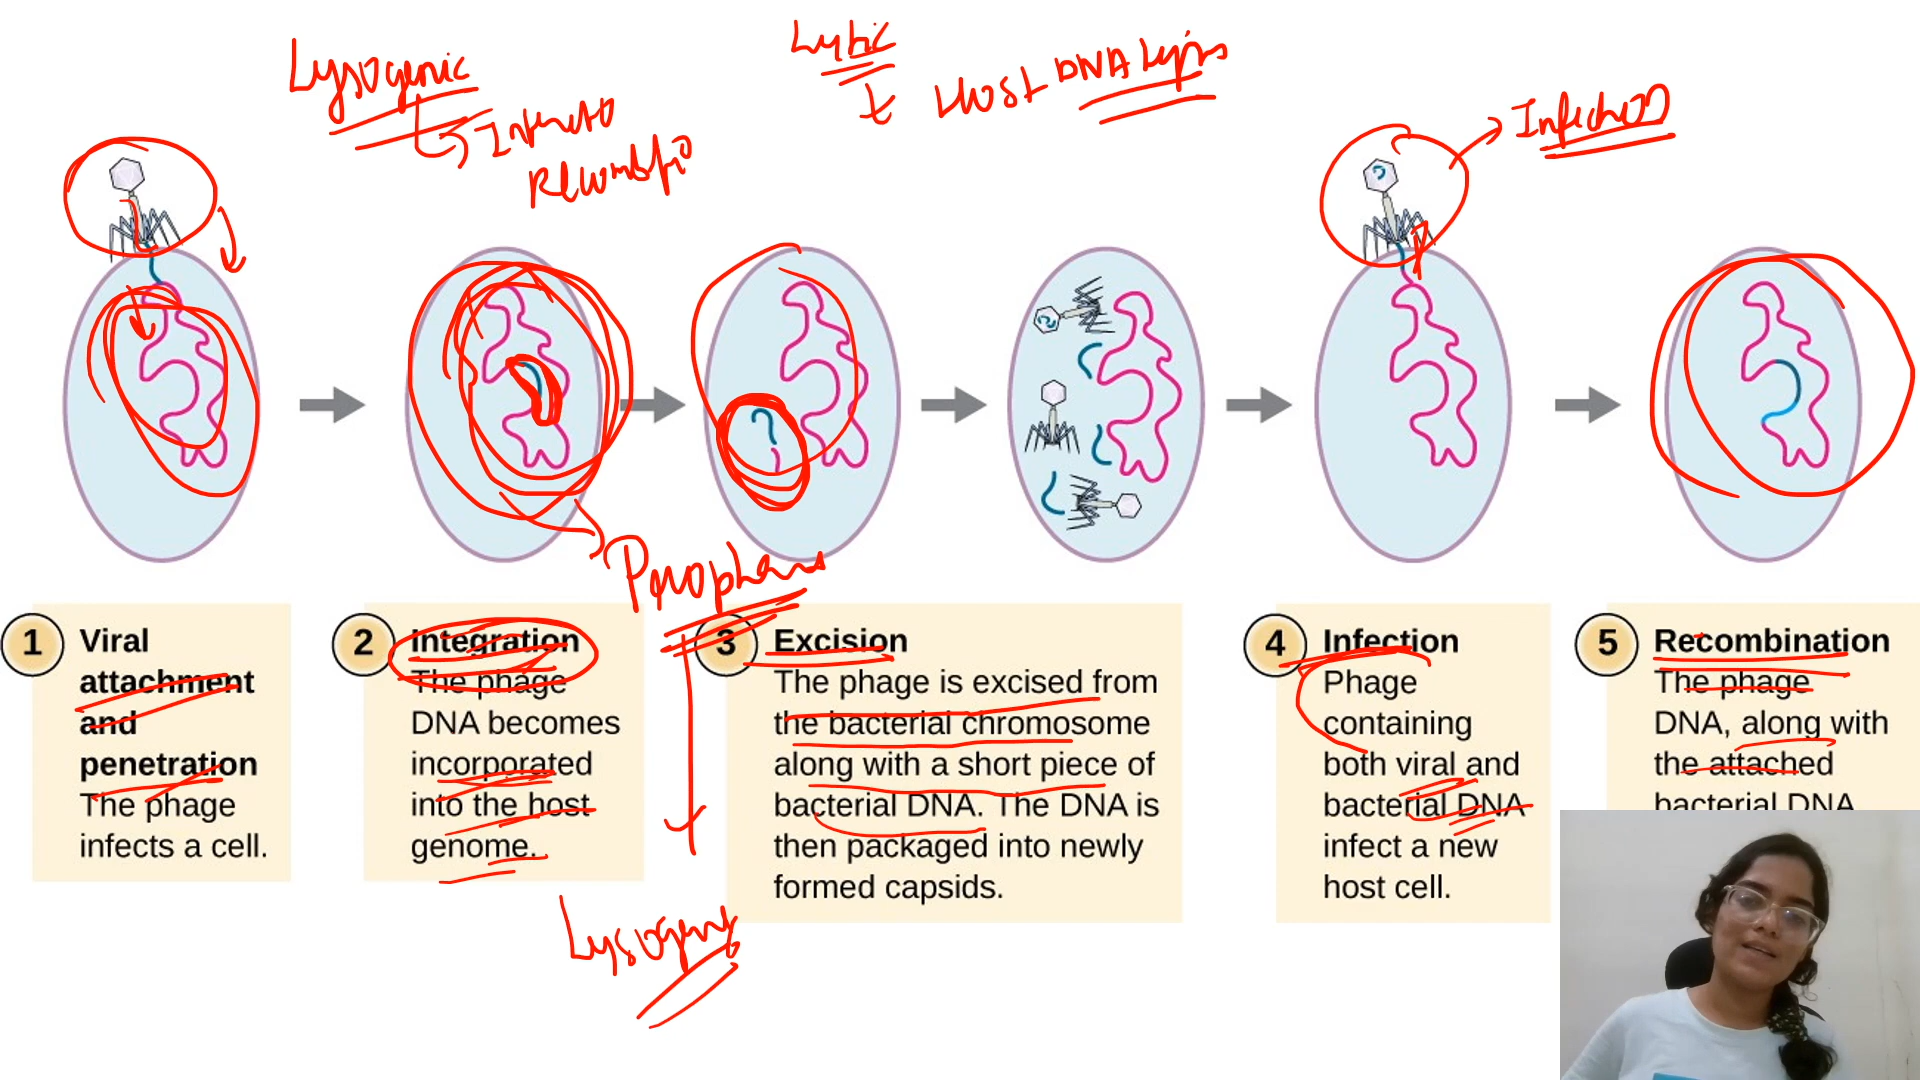 Lysogenic
Lytic
Host DNA Lysis
Infection
1 Viral
attachment
and
penetration
The phage
infects a cell.
2 Integration
The phage
DNA becomes
incorporated
into the host
genome.
3 Excision
The phage is excised from
the bacterial chromosome
along with a short piece of
bacterial DNA. The DNA is
then packaged into newly
formed capsids.
4 Infection
Phage
containing
both viral and
bacterial DNA
infect a new
host cell.
5 Recombination
The phage
DNA, along with
the attached
bacterial DNA